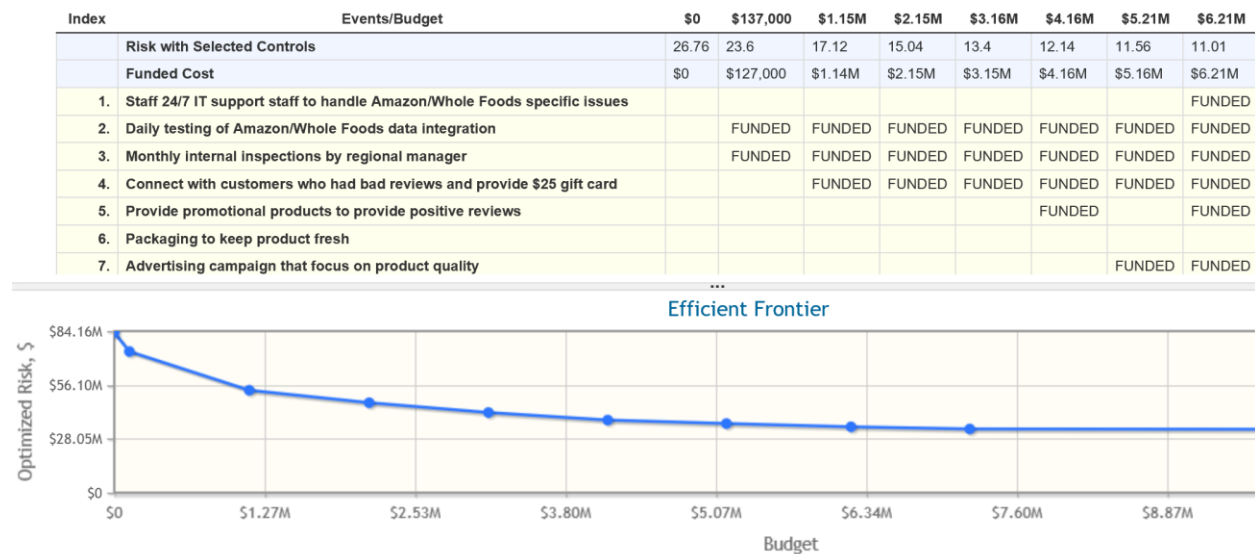 Index Events/Budget $0 $137,000 $1.15M $2.15M $3.16M $4.16M $5.21M $6.21M
Risk with Selected Controls 26.76 23.6 17.12 15.04 13.4 12.14 11.56 11.01
Funded Cost $0 $127,000 $1.14M $2.15M $3.15M $4.16M $5.16M $6.21M
1. Staff 24/7 IT support staff to handle Amazon/Whole Foods specific issues FUNDED
2. Daily testing of Amazon/Whole Foods data integration FUNDED FUNDED FUNDED FUNDED FUNDED FUNDED FUNDED
3. Monthly internal inspections by regional manager FUNDED FUNDED FUNDED FUNDED FUNDED FUNDED FUNDED
4. Connect with customers who had bad reviews and provide $25 gift card FUNDED FUNDED FUNDED FUNDED FUNDED FUNDED
5. Provide promotional products to provide positive reviews FUNDED FUNDED
6. Packaging to keep product fresh
7. Advertising campaign that focus on product quality FUNDED FUNDED
Efficient Frontier
Optimized Risk, $
$84.16M
$56.10M
$28.05M
$0
$0 $1.27M $2.53M $3.80M $5.07M $6.34M $7.60M $8.87M
Budget